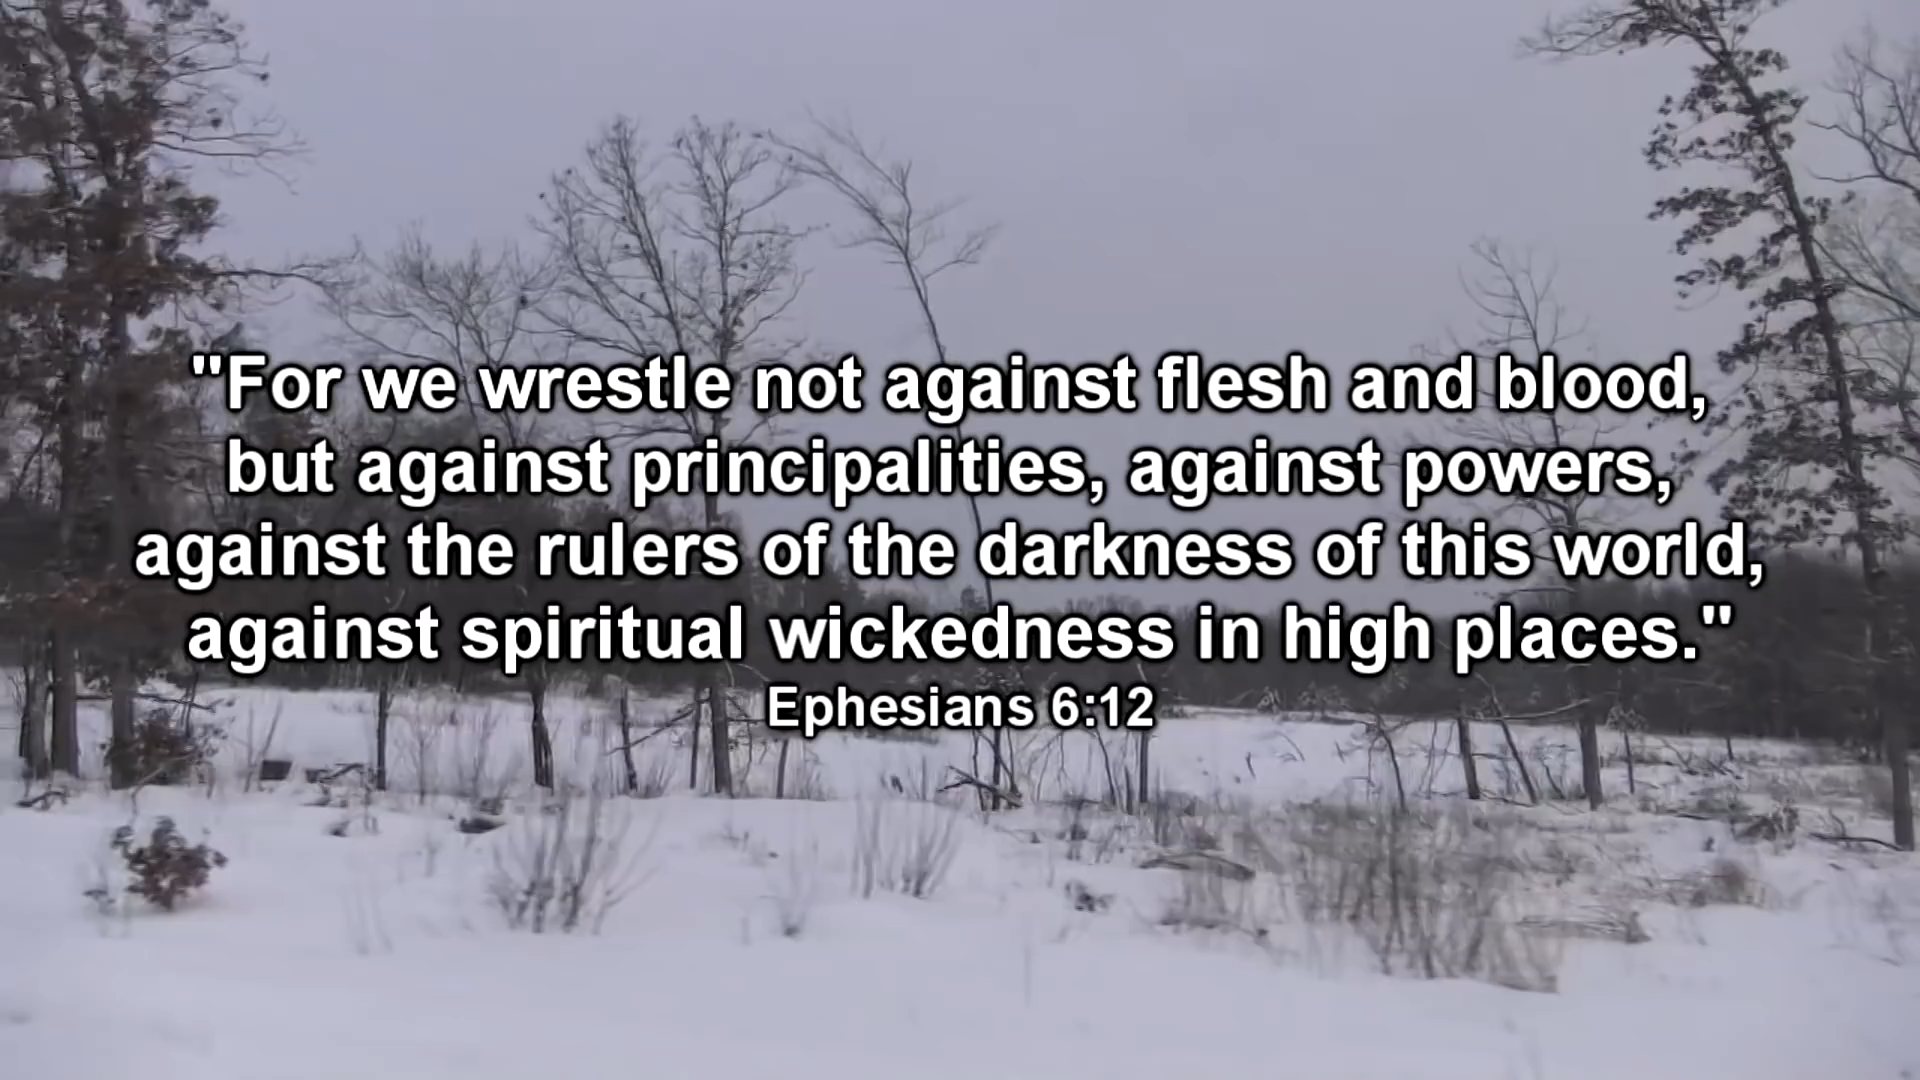 "For we wrestle not against flesh and blood,
but against principalities, against powers,
against the rulers of the darkness of this world,
against spiritual wickedness in high places."
Ephesians 6:12